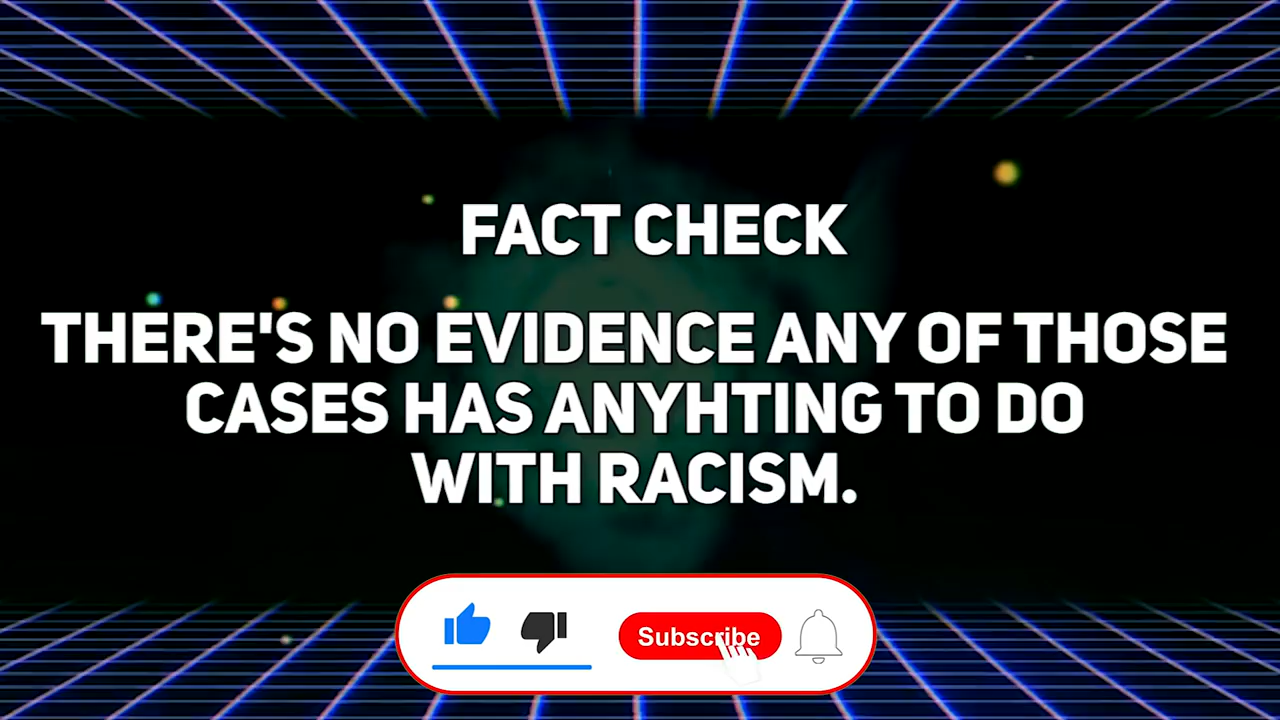 FACT CHECK
THERE'S NO EVIDENCE ANY OF THOSE
CASES HAS ANYHTING TO DO
WITH RACISM.
Subscribe